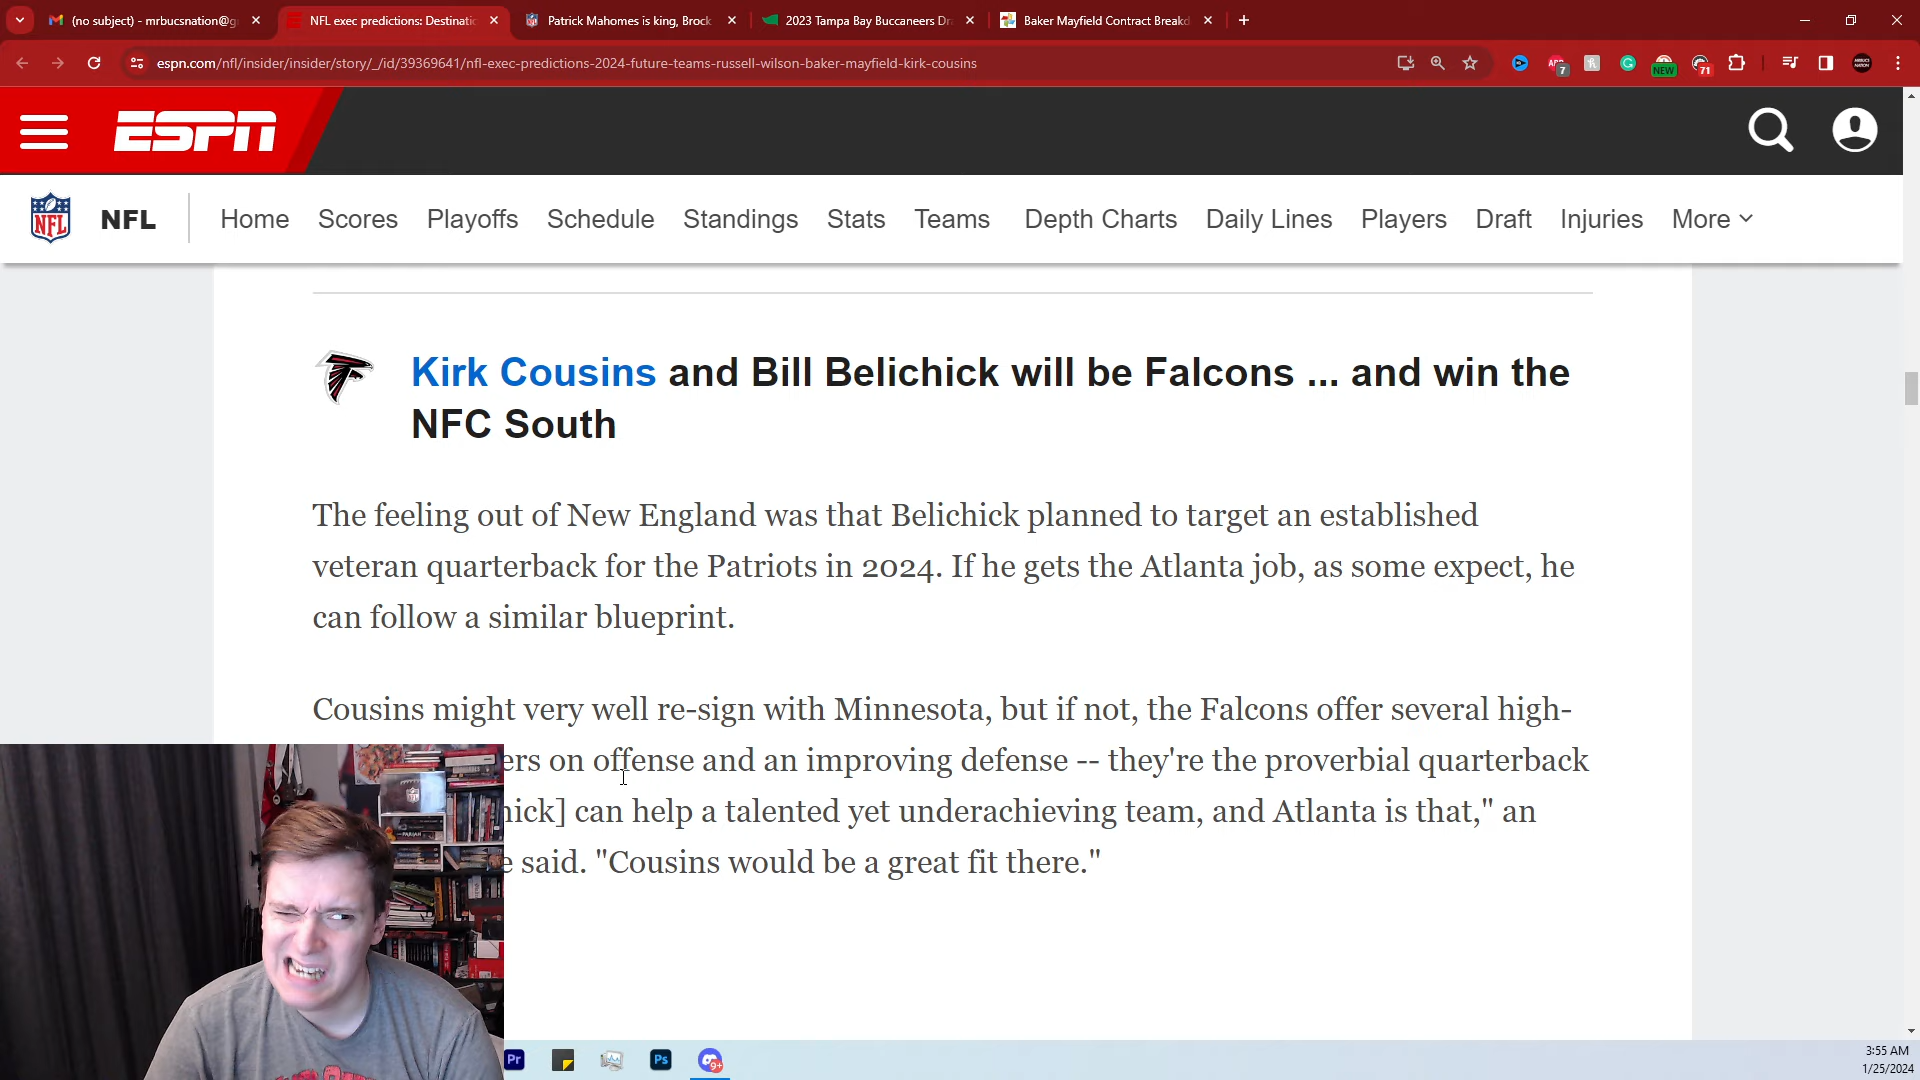 (no subject) - mrbucsnation@g
NFL exec predictions: Destinati
Patrick Mahomes is king, Brock
2023 Tampa Bay Buccaneers Dr
Baker Mayfield Contract Breakd
espn.com/nfl/insider/insider/story/_/id/39369641/nfl-exec-predictions-2024-future-teams-russell-wilson-baker-mayfield-kirk-cousins
7
NEW
71
ESPN
NFL
NFL
Home
Scores
Playoffs
Schedule
Standings
Stats
Teams
Depth Charts
Daily Lines
Players
Draft
Injuries
More
Kirk Cousins and Bill Belichick will be Falcons ... and win the
NFC South
The feeling out of New England was that Belichick planned to target an established
veteran quarterback for the Patriots in 2024. If he gets the Atlanta job, as some expect, he
can follow a similar blueprint.
Cousins might very well re-sign with Minnesota, but if not, the Falcons offer several high-
ers on offense and an improving defense -- they're the proverbial quarterback
hick] can help a talented yet underachieving team, and Atlanta is that," an
e said. "Cousins would be a great fit there."
Pr
Ps
9+
3:55 AM
1/25/2024